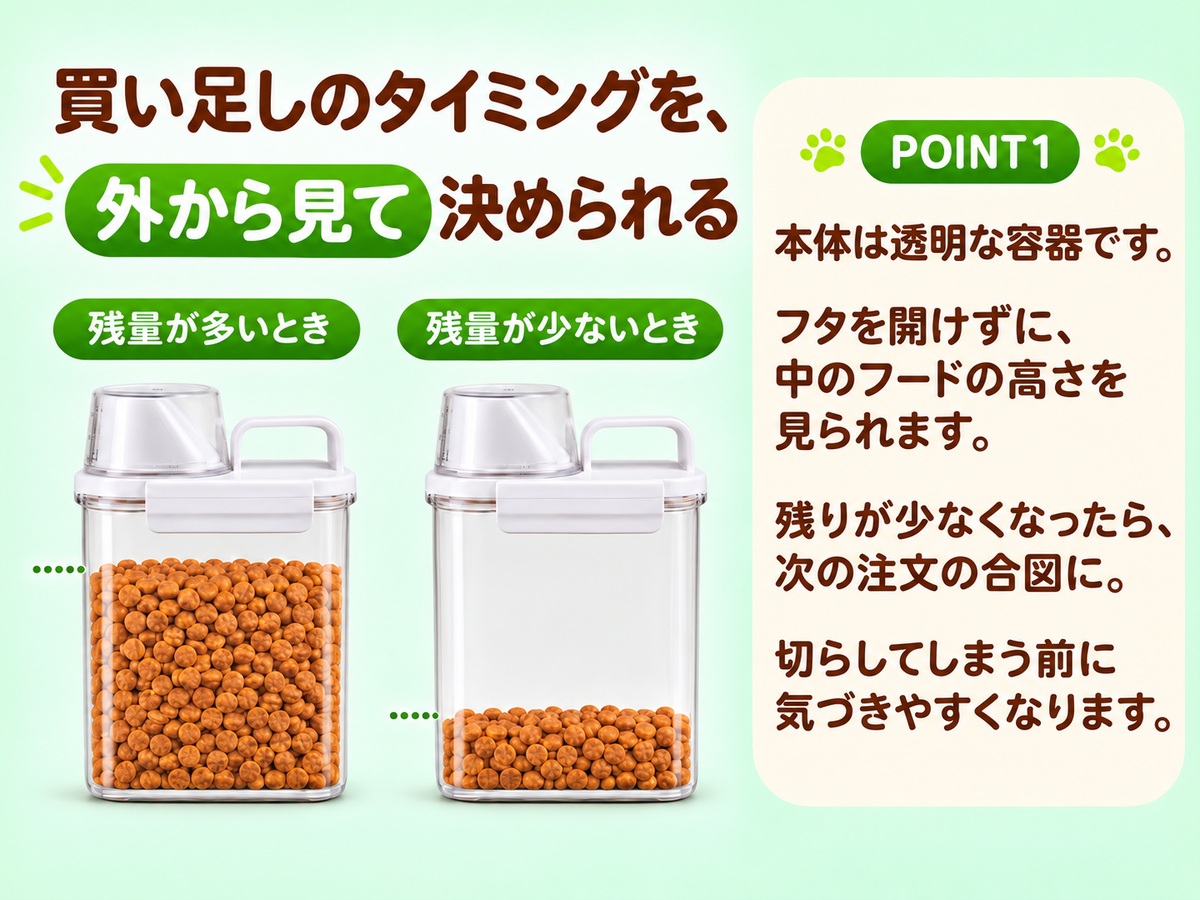 買い足しのタイミングを、
外から見て決められる
残量が多いとき
残量が少ないとき
POINT1
本体は透明な容器です。
フタを開けずに、
中のフードの高さを
見られます。
残りが少なくなったら、
次の注文の合図に。
切らしてしまう前に
気づきやすくなります。